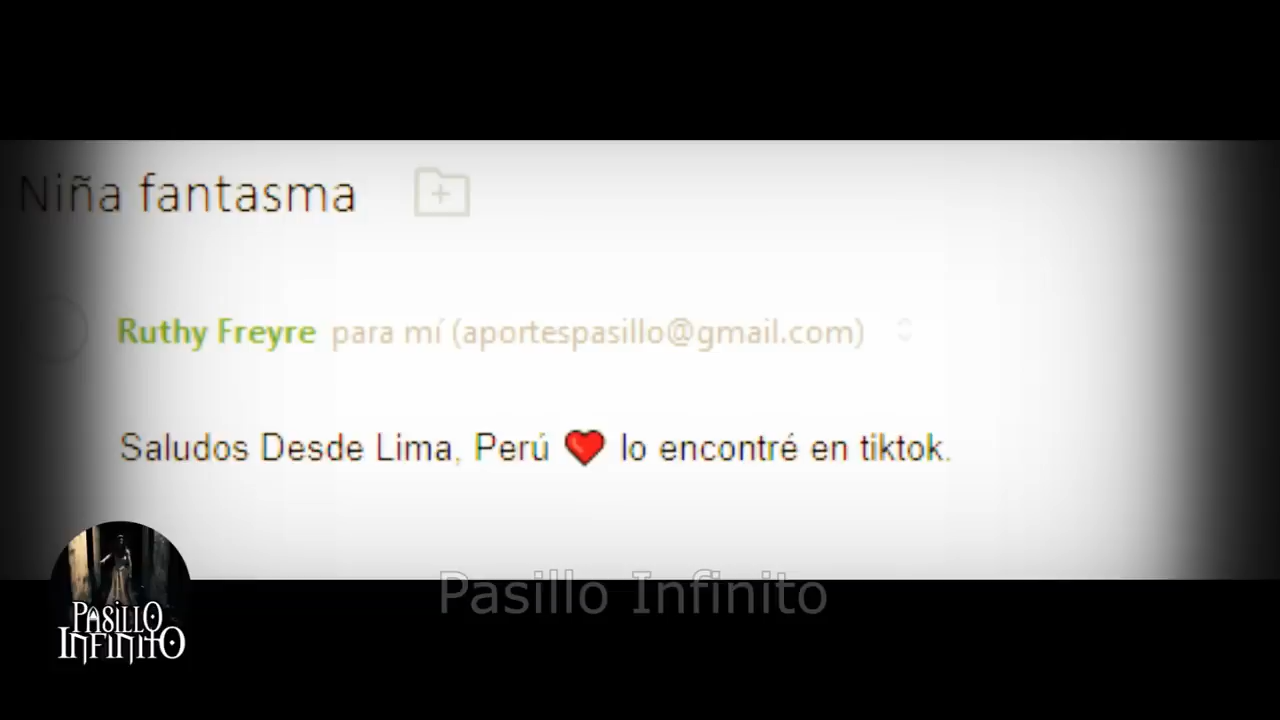 Niña fantasma
Ruthy Freyre para mí (aportespasillo@gmail.com)
Saludos Desde Lima, Perú ❤️ lo encontré en tiktok.
Pasillo Infinito
PASILLO
INFINITO